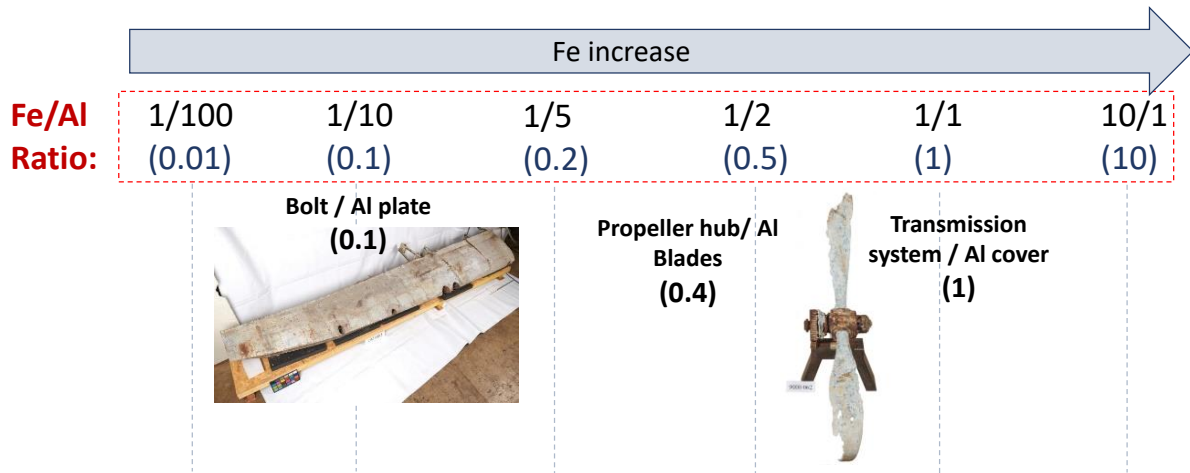 Fe increase
Fe/Al 1/100 1/10 1/5 1/2 1/1 10/1
Ratio: (0.01) (0.1) (0.2) (0.5) (1) (10)
Bolt / Al plate
(0.1)
Propeller hub/ Al
Blades
(0.4)
Transmission
system / Al cover
(1)